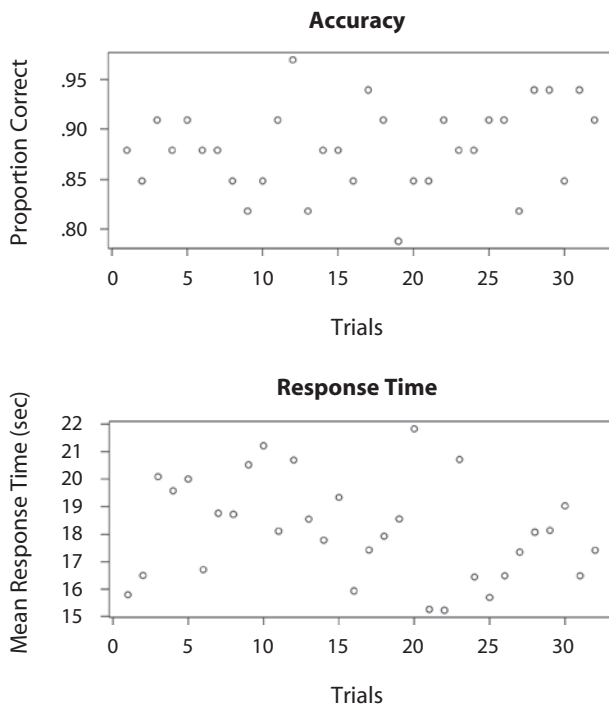 Accuracy
Proportion Correct
.95
.90
.85
.80
0 5 10 15 20 25 30
Trials
Response Time
Mean Response Time (sec)
22
21
20
19
18
17
16
15
0 5 10 15 20 25 30
Trials